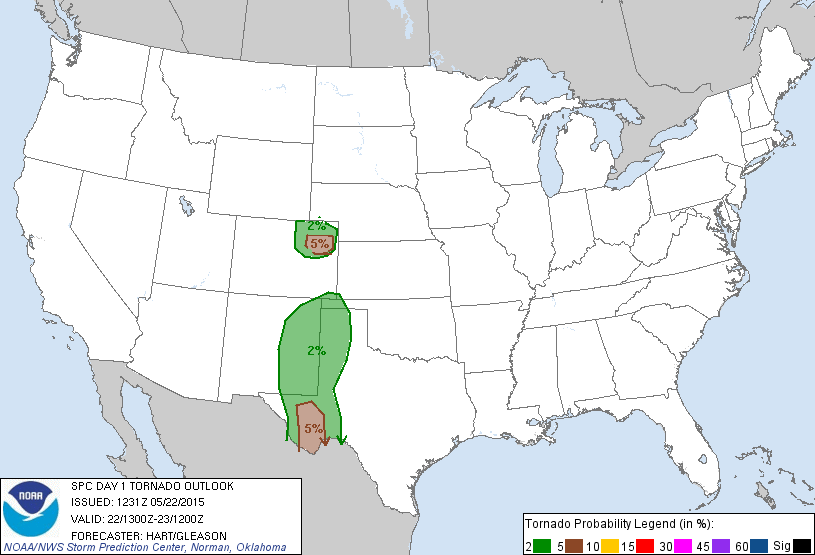 2%
5%
2%
5%
NOAA
SPC DAY 1 TORNADO OUTLOOK
ISSUED: 1231Z 05/22/2015
VALID: 22/1300Z-23/1200Z
FORECASTER: HART/GLEASON
NOAA/NWS Storm Prediction Center, Norman, Oklahoma
Tornado Probability Legend (in %):
2 5 10 15 30 45 60 Sig